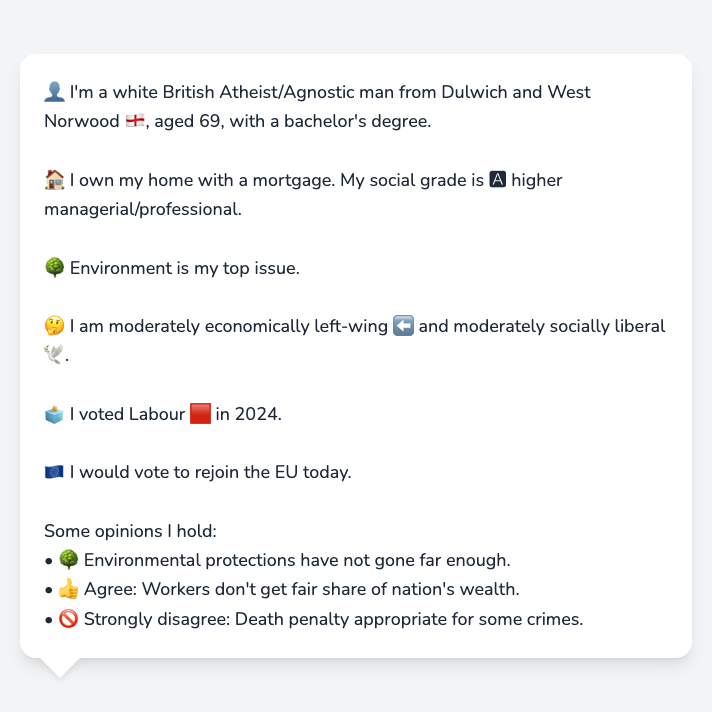 👤 I'm a white British Atheist/Agnostic man from Dulwich and West
Norwood 🏴󠁧󠁢󠁥󠁮󠁧󠁿, aged 69, with a bachelor's degree.
🏠 I own my home with a mortgage. My social grade is 🅰 higher
managerial/professional.
🌳 Environment is my top issue.
🤔 I am moderately economically left-wing ⬅️ and moderately socially liberal
🕊️.
🗳️ I voted Labour 🟥 in 2024.
🇪🇺 I would vote to rejoin the EU today.
Some opinions I hold:
• 🌳 Environmental protections have not gone far enough.
• 👍 Agree: Workers don't get fair share of nation's wealth.
• 🚫 Strongly disagree: Death penalty appropriate for some crimes.